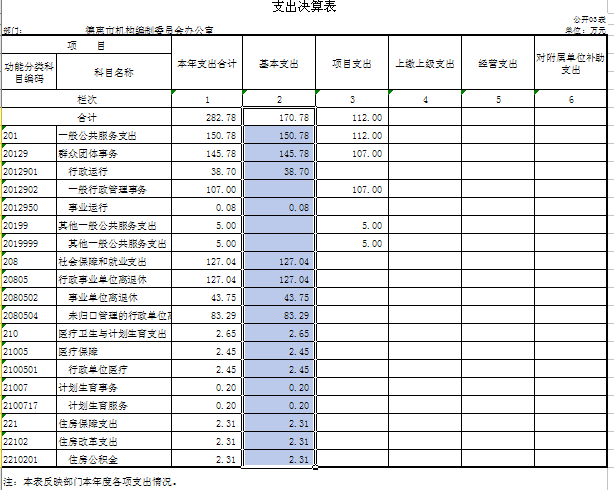 支出决算表
公开03表
部门: 德惠市机构编制委员会办公室 单位: 万元
项 目 本年支出合计 基本支出 项目支出 上缴上级支出 经营支出 对附属单位补助支出
功能分类科目编码 科目名称
栏次 1 2 3 4 5 6
合计 282.78 170.78 112.00
201 一般公共服务支出 150.78 150.78 112.00
20129 群众团体事务 145.78 145.78 107.00
2012901 行政运行 38.70 38.70
2012902 一般行政管理事务 107.00 107.00
2012950 事业运行 0.08 0.08
20199 其他一般公共服务支出 5.00 5.00
2019999 其他一般公共服务支出 5.00 5.00
208 社会保障和就业支出 127.04 127.04
20805 行政事业单位离退休 127.04 127.04
2080502 事业单位离退休 43.75 43.75
2080504 未归口管理的行政单位离 83.29 83.29
210 医疗卫生与计划生育支出 2.65 2.65
21005 医疗保障 2.45 2.45
2100501 行政单位医疗 2.45 2.45
21007 计划生育事务 0.20 0.20
2100717 计划生育服务 0.20 0.20
221 住房保障支出 2.31 2.31
22102 住房改革支出 2.31 2.31
2210201 住房公积金 2.31 2.31
注: 本表反映部门本年度各项支出情况。